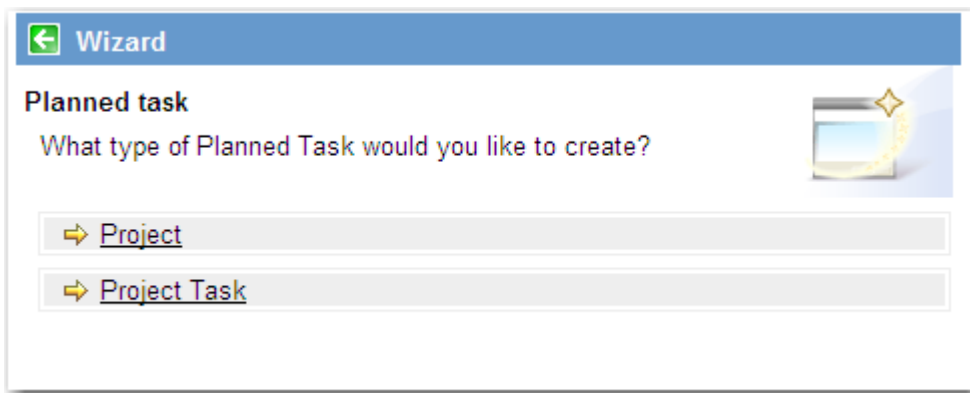 Wizard
Planned task
What type of Planned Task would you like to create?
Project
Project Task